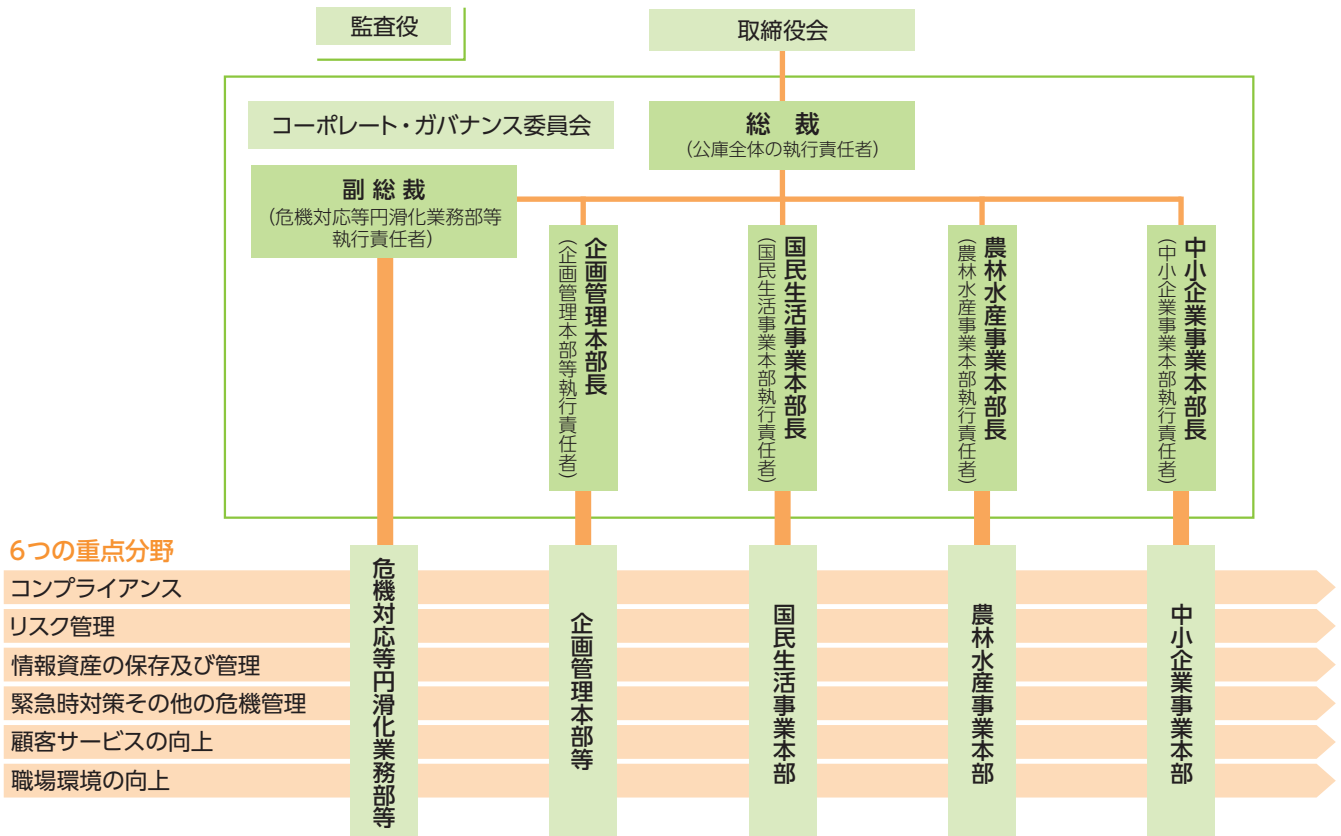 監査役
取締役会
コーポレート・ガバナンス委員会
総　裁
（公庫全体の執行責任者）
副 総 裁
（危機対応等円滑化業務部等
執行責任者）
企画管理本部長
（企画管理本部等執行責任者）
国民生活事業本部長
（国民生活事業本部執行責任者）
農林水産事業本部長
（農林水産事業本部執行責任者）
中小企業事業本部長
（中小企業事業本部執行責任者）
6つの重点分野
コンプライアンス
リスク管理
情報資産の保存及び管理
緊急時対策その他の危機管理
顧客サービスの向上
職場環境の向上
危機対応等円滑化業務部等
企画管理本部等
国民生活事業本部
農林水産事業本部
中小企業事業本部